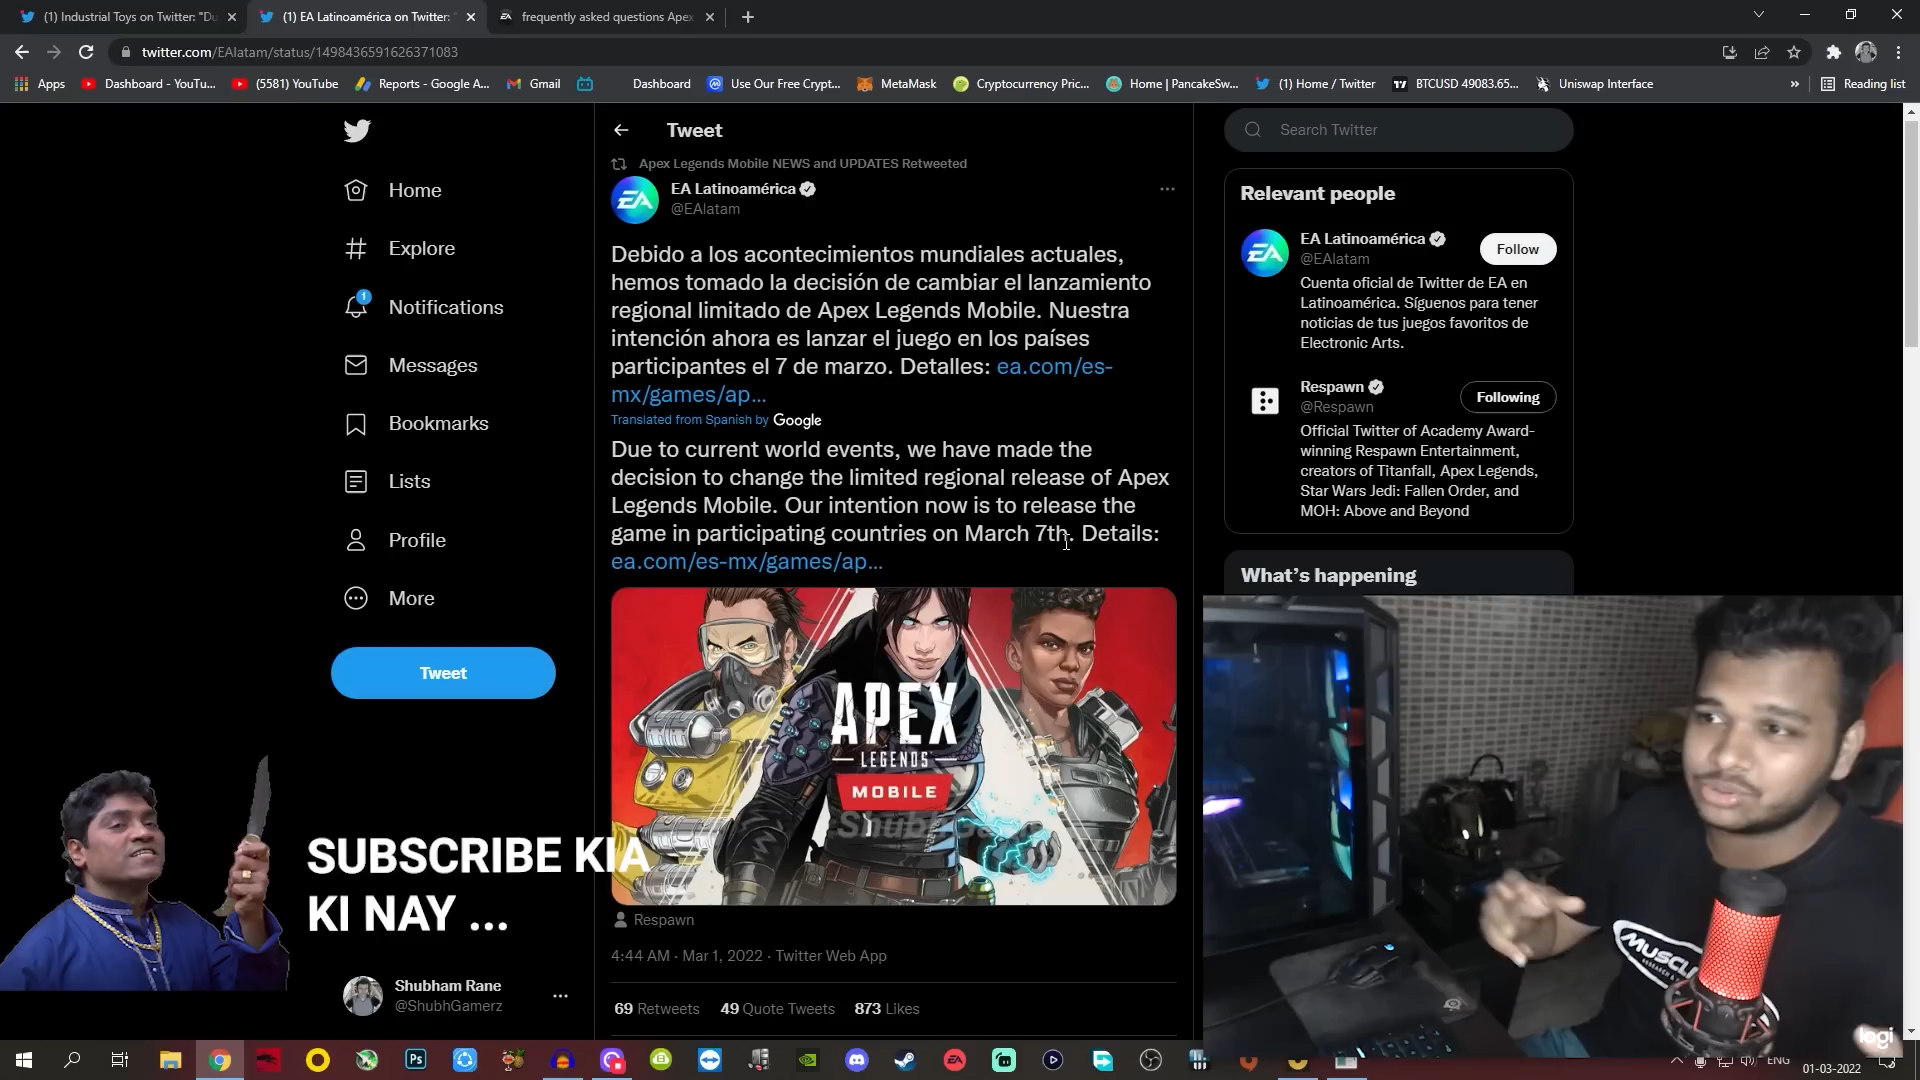 (1) Industrial Toys on Twitter: "Du
(1) EA Latinoamérica on Twitter: "
frequently asked questions Apex
twitter.com/EAlatam/status/1498436591626371083
Apps
Dashboard - YouTu...
(5581) YouTube
Reports - Google A...
Gmail
Dashboard
Use Our Free Crypt...
MetaMask
Cryptocurrency Pric...
Home | PancakeSw...
(1) Home / Twitter
BTCUSD 49083.65...
Uniswap Interface
»
Reading list
Home
Explore
1
Notifications
Messages
Bookmarks
Lists
Profile
More
Tweet
SUBSCRIBE KIA
KI NAY ...
Shubham Rane
@ShubhGamerz
Tweet
Apex Legends Mobile NEWS and UPDATES Retweeted
EA Latinoamérica
@EAlatam
Debido a los acontecimientos mundiales actuales,
hemos tomado la decisión de cambiar el lanzamiento
regional limitado de Apex Legends Mobile. Nuestra
intención ahora es lanzar el juego en los países
participantes el 7 de marzo. Detalles: ea.com/es-
mx/games/ap...
Translated from Spanish by Google
Due to current world events, we have made the
decision to change the limited regional release of Apex
Legends Mobile. Our intention now is to release the
game in participating countries on March 7th. Details:
ea.com/es-mx/games/ap...
APEX
LEGENDS
MOBILE
Respawn
4:44 AM · Mar 1, 2022 · Twitter Web App
69 Retweets 49 Quote Tweets 873 Likes
Search Twitter
Relevant people
EA Latinoamérica
@EAlatam
Follow
Cuenta oficial de Twitter de EA en
Latinoamérica. Síguenos para tener
noticias de tus juegos favoritos de
Electronic Arts.
Respawn
@Respawn
Following
Official Twitter of Academy Award-
winning Respawn Entertainment,
creators of Titanfall, Apex Legends,
Star Wars Jedi: Fallen Order, and
MOH: Above and Beyond
What's happening
logi
ENG
01-03-2022